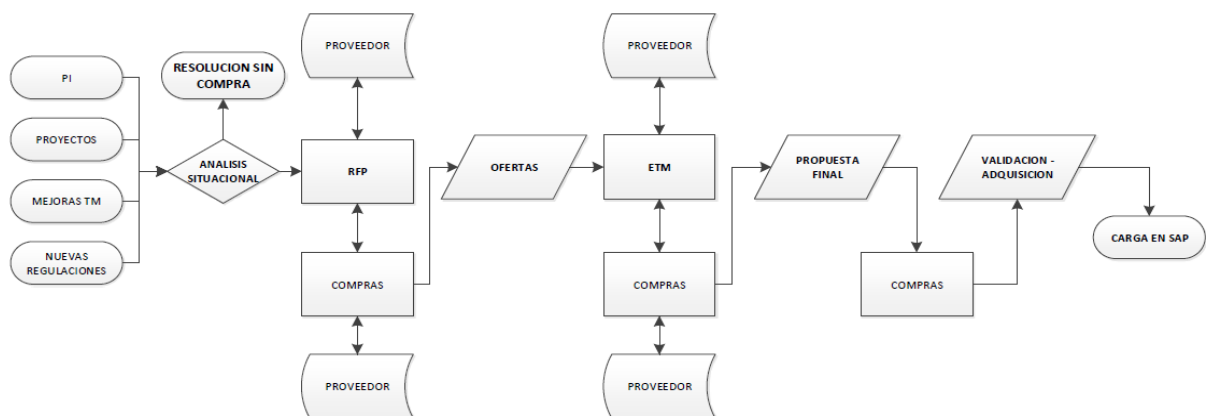 PI
PROYECTOS
MEJORAS TM
NUEVAS
REGULACIONES
RESOLUCION SIN
COMPRA
ANALISIS
SITUACIONAL
PROVEEDOR
RFP
COMPRAS
PROVEEDOR
OFERTAS
PROVEEDOR
ETM
COMPRAS
PROVEEDOR
PROPUESTA
FINAL
COMPRAS
VALIDACION -
ADQUISICION
CARGA EN SAP